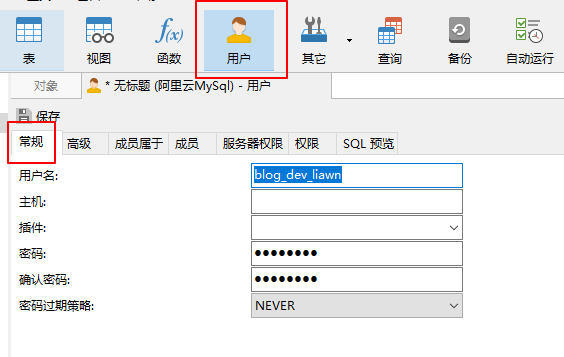 表 视图 f(x) 函数 用户 其它 查询 备份 自动运行
对象 * 无标题 (阿里云MySql) - 用户
保存
常规 高级 成员属于 成员 服务器权限 权限 SQL 预览
用户名: blog_dev_liawn
主机:
插件:
密码: ●●●●●●●●
确认密码: ●●●●●●●●
密码过期策略: NEVER